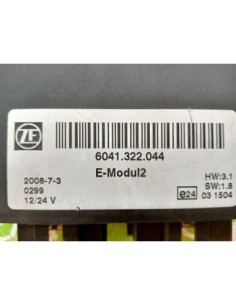 ZF
6041.322.044
E-Modul2
2006-7-3
0299
12/24 V
HW:3.1
SW:1.8
e24 03 1504